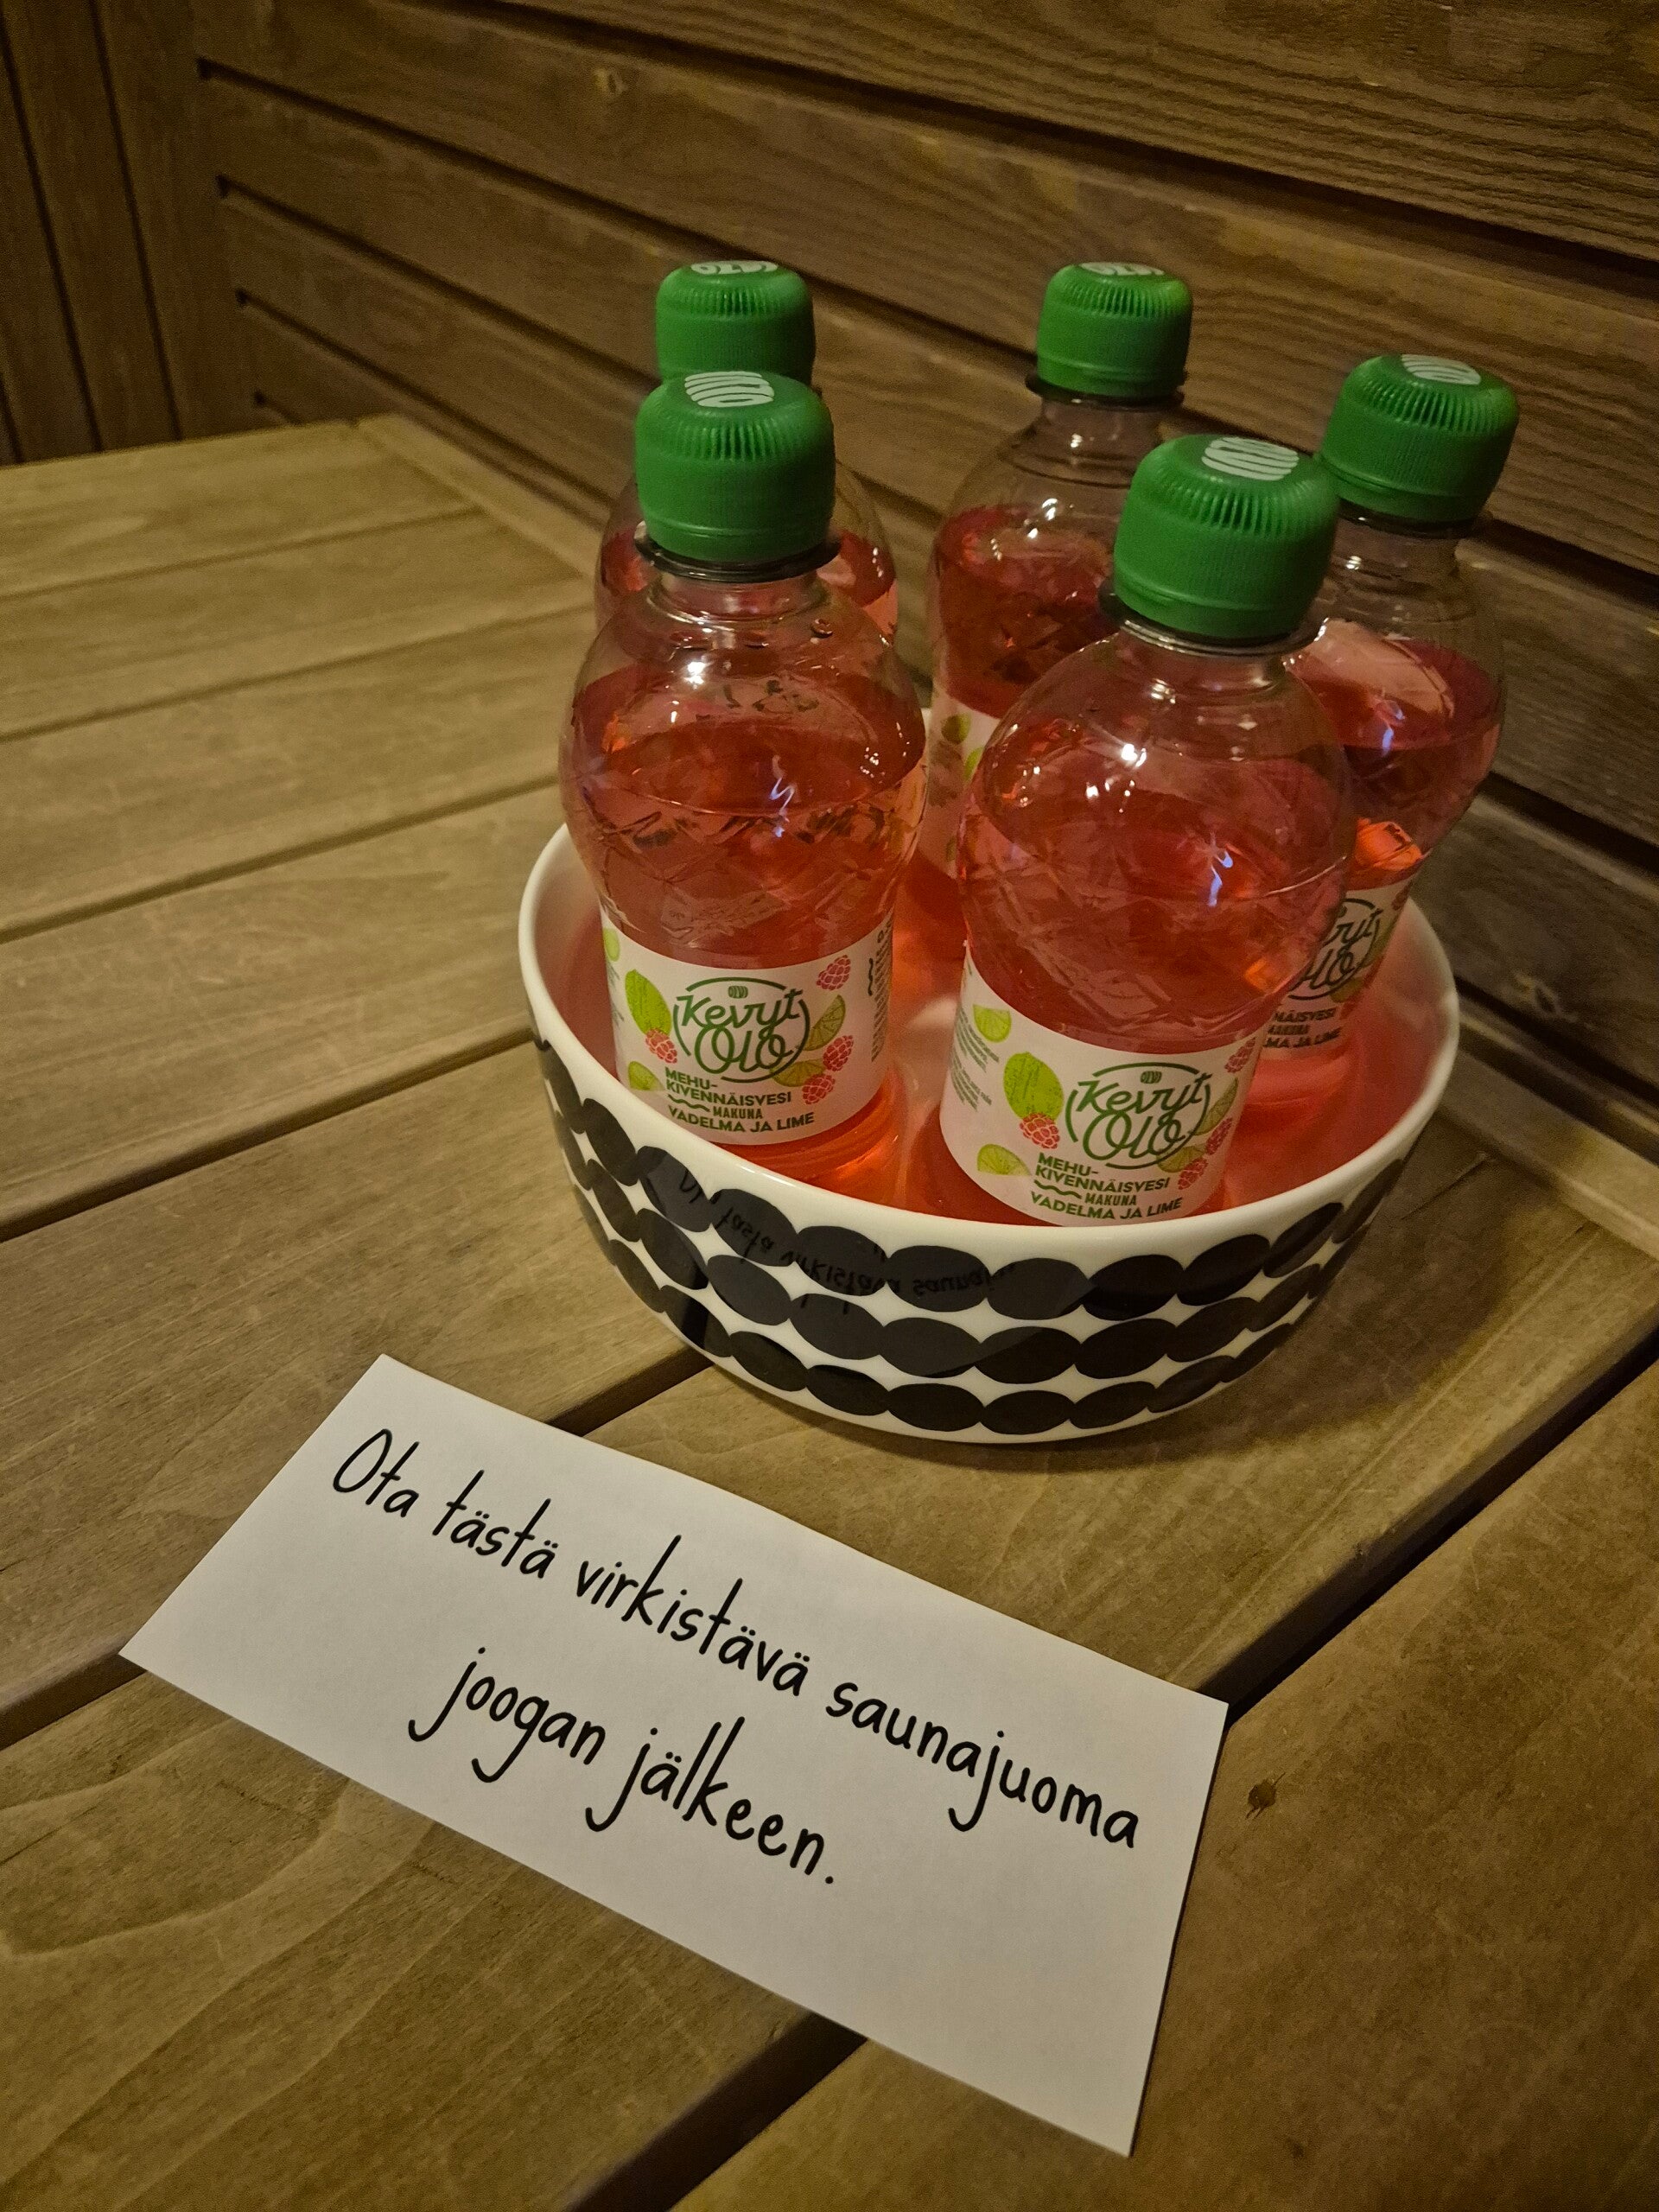 Kevyt
Olo
MEHU-
KIVENNÄISVESI
MAKUNA
VADELMA JA LIME
Kevyt
Olo
MEHU-
KIVENNÄISVESI
MAKUNA
VADELMA JA LIME
Ota tästä virkistävä saunajuoma
joogan jälkeen.